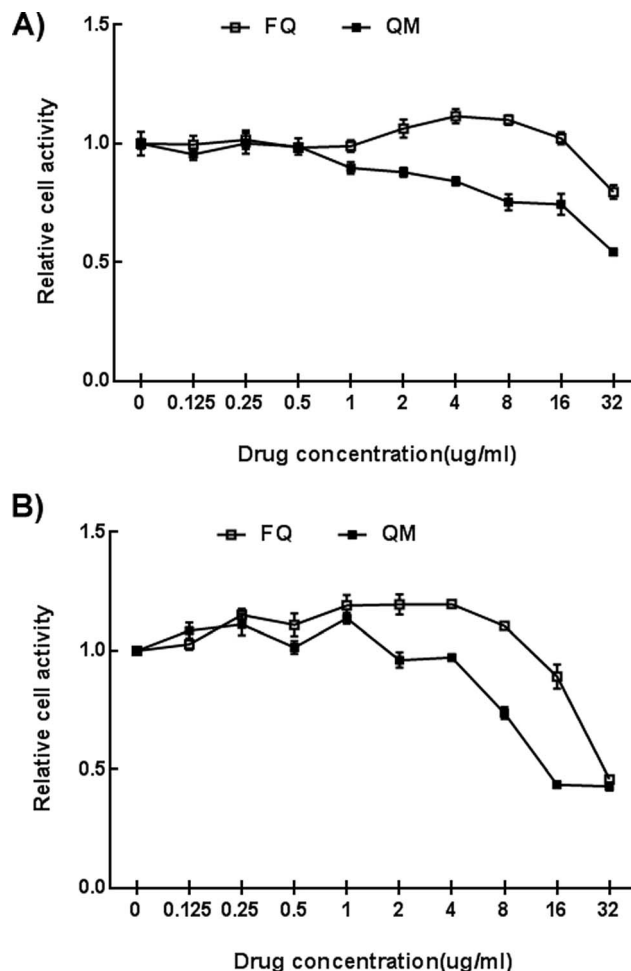 A)
FQ QM
1.5
1.0
0.5
0.0
Relative cell activity
0 0.125 0.25 0.5 1 2 4 8 16 32
Drug concentration(ug/ml)
B)
FQ QM
1.5
1.0
0.5
0.0
Relative cell activity
0 0.125 0.25 0.5 1 2 4 8 16 32
Drug concentration(ug/ml)